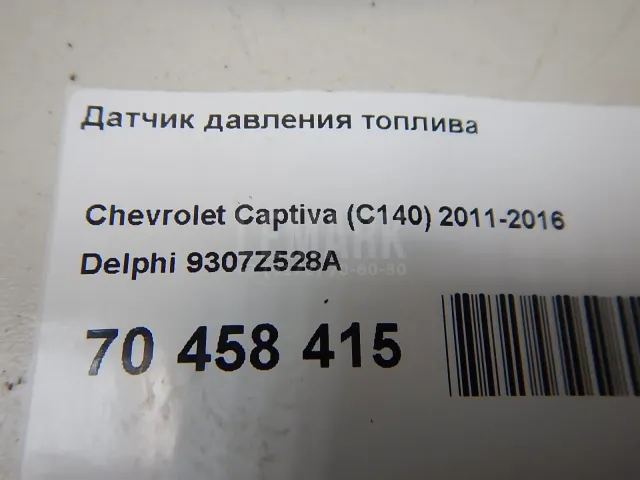 Датчик давления топлива
Chevrolet Captiva (C140) 2011-2016
Delphi 9307Z528A
70 458 415